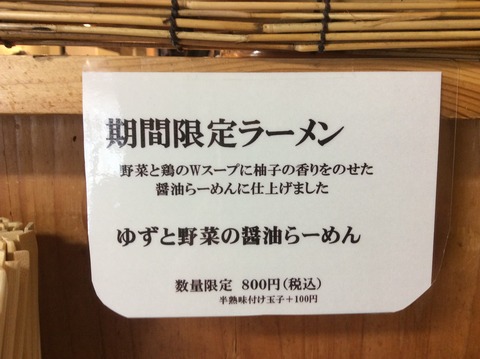 期間限定ラーメン
野菜と鶏のWスープに柚子の香りをのせた
醤油らーめんに仕上げました
ゆずと野菜の醤油らーめん
数量限定 800円(税込)
半熟味付け玉子+100円